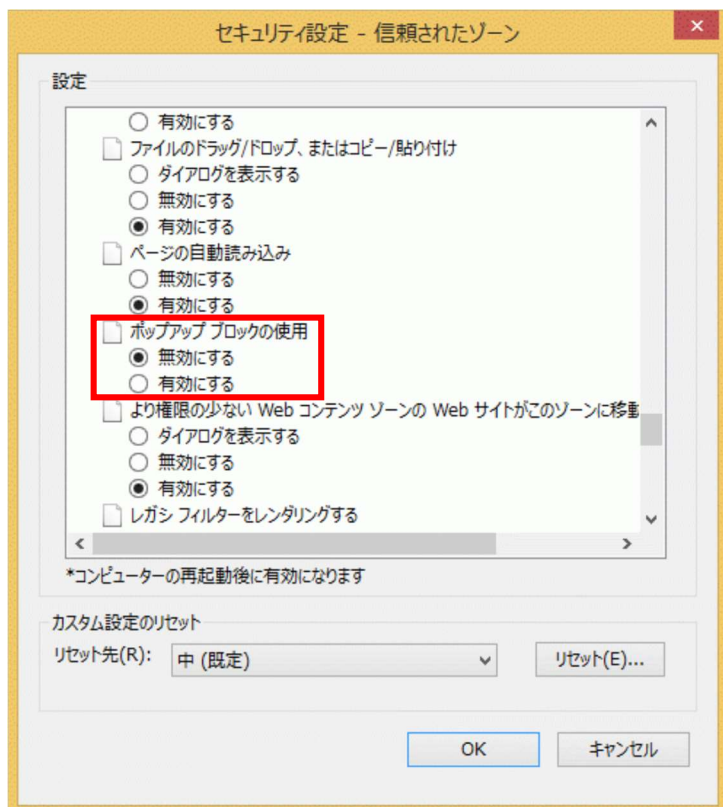 セキュリティ設定 - 信頼されたゾーン
設定
有効にする
ファイルのドラッグ/ドロップ、またはコピー/貼り付け
ダイアログを表示する
無効にする
有効にする
ページの自動読み込み
無効にする
有効にする
ポップアップ ブロックの使用
無効にする
有効にする
より権限の少ない Web コンテンツ ゾーンの Web サイトがこのゾーンに移動
ダイアログを表示する
無効にする
有効にする
レガシ フィルターをレンダリングする
*コンピューターの再起動後に有効になります
カスタム設定のリセット
リセット先(R): 中 (既定) リセット(E)...
OK キャンセル